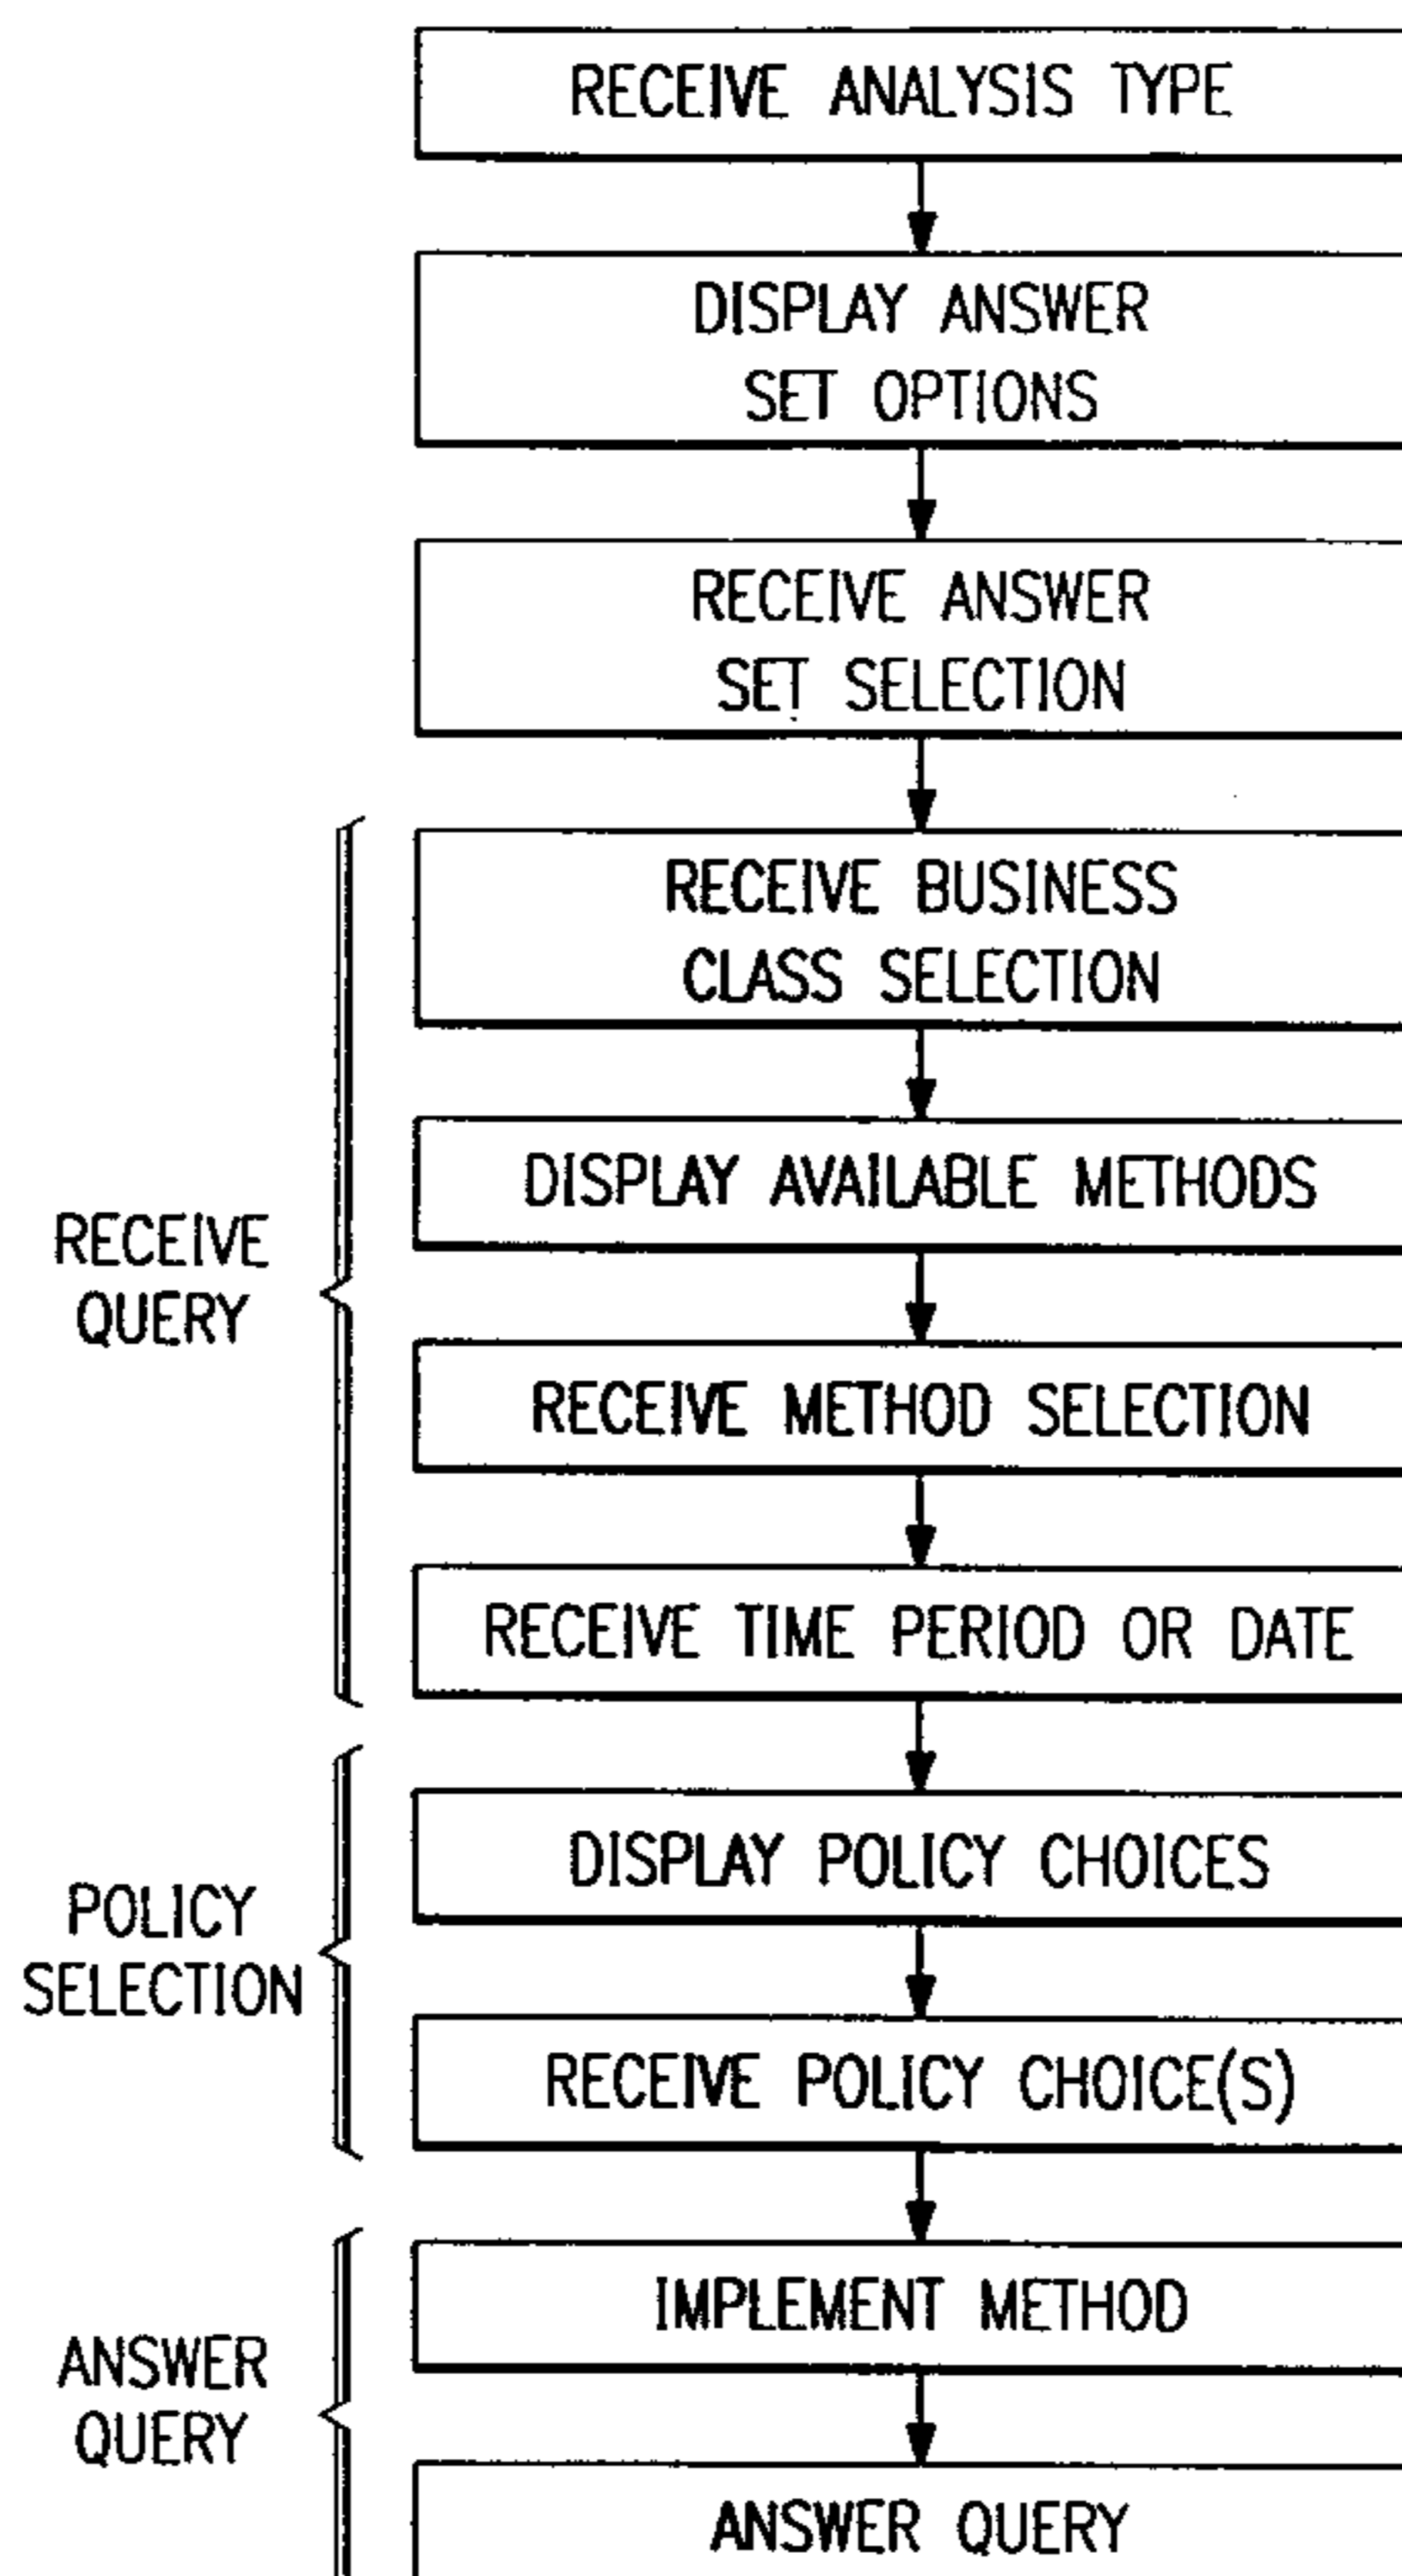 RECEIVE ANALYSIS TYPE
DISPLAY ANSWER
SET OPTIONS
RECEIVE ANSWER
SET SELECTION
RECEIVE BUSINESS
CLASS SELECTION
DISPLAY AVAILABLE METHODS
RECEIVE
QUERY
RECEIVE METHOD SELECTION
RECEIVE TIME PERIOD OR DATE
DISPLAY POLICY CHOICES
POLICY
SELECTION
RECEIVE POLICY CHOICE(S)
IMPLEMENT METHOD
ANSWER
QUERY
ANSWER QUERY